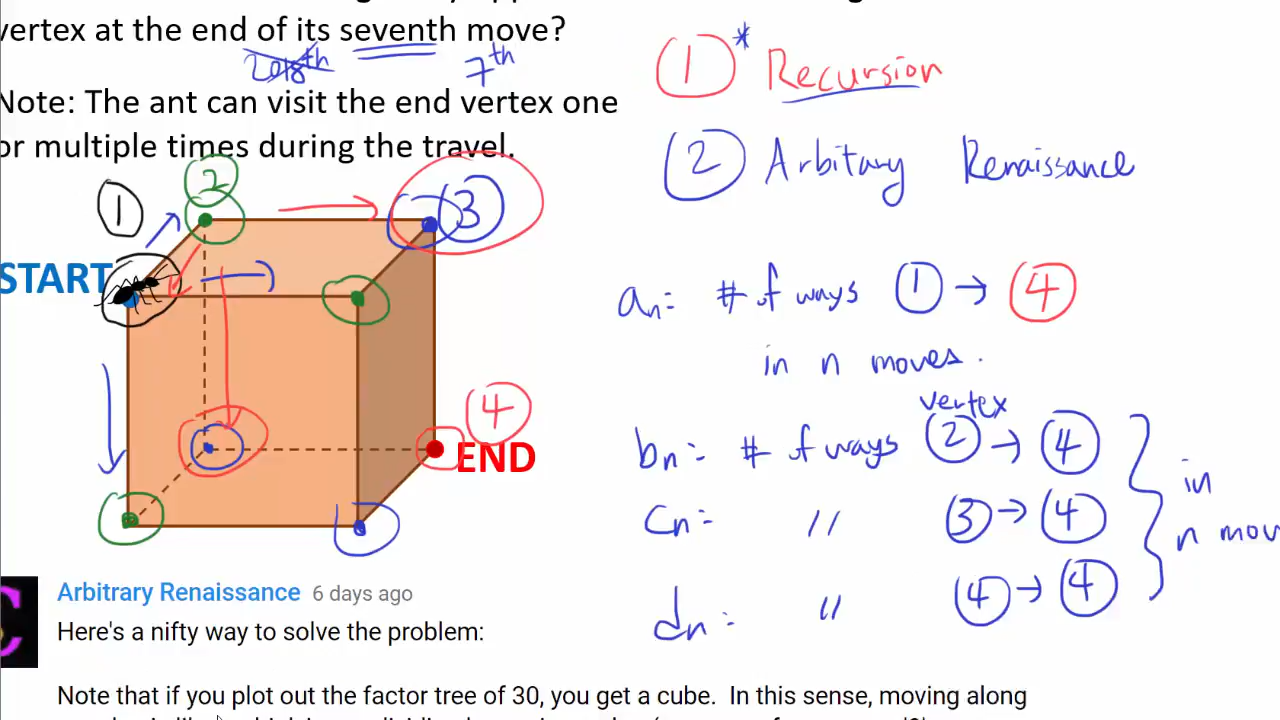 vertex at the end of its seventh move?
2018th 7th
Note: The ant can visit the end vertex one
or multiple times during the travel.
1 * Recursion
2 Arbitary Renaissance
2
1
3
START
an = # of ways 1 → 4
in n moves.
vertex
bn = # of ways 2 → 4
cn = " 3 → 4
dn = " 4 → 4
in
n mov
4
END
Arbitrary Renaissance 6 days ago
Here's a nifty way to solve the problem:
Note that if you plot out the factor tree of 30, you get a cube. In this sense, moving along